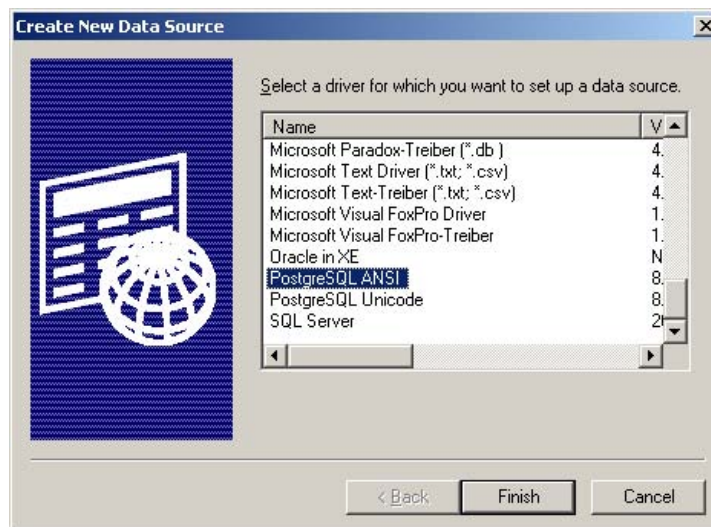 Create New Data Source
Select a driver for which you want to set up a data source.
Name V
Microsoft Paradox-Treiber (*.db ) 4.
Microsoft Text Driver (*.txt; *.csv) 4.
Microsoft Text-Treiber (*.txt; *.csv) 4.
Microsoft Visual FoxPro Driver 1.
Microsoft Visual FoxPro-Treiber 1.
Oracle in XE N
PostgreSQL ANSI 8.
PostgreSQL Unicode 8.
SQL Server 2
< Back Finish Cancel